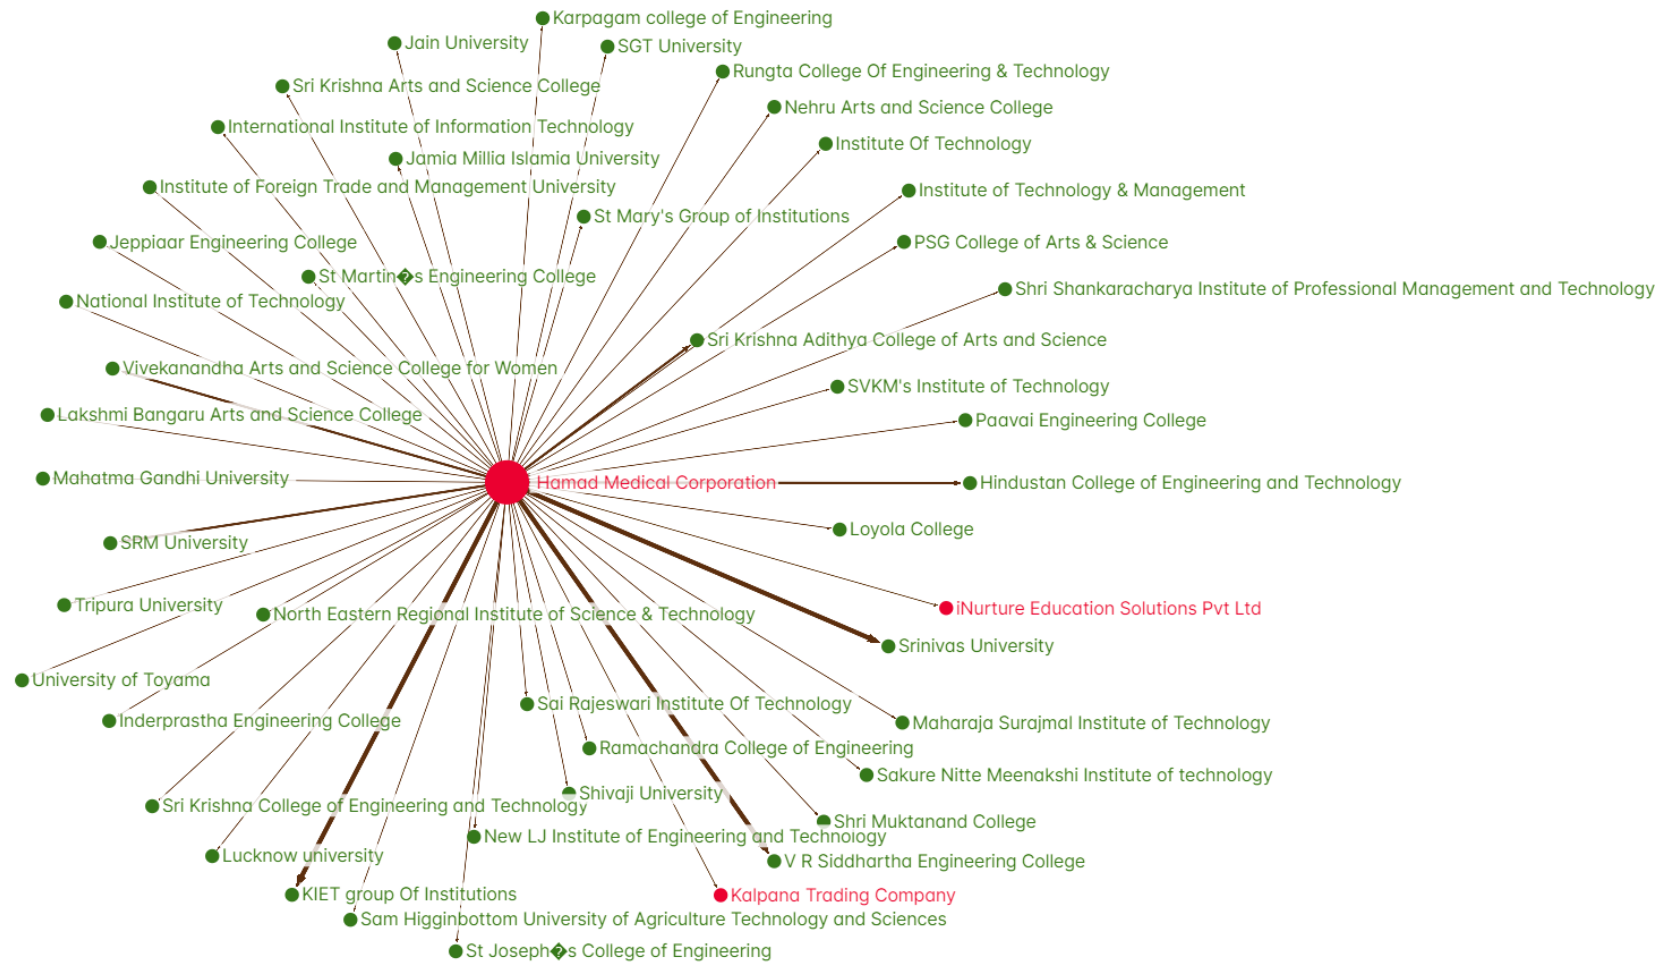 Karpagam college of Engineering
Jain University
SGT University
Rungta College Of Engineering & Technology
Sri Krishna Arts and Science College
Nehru Arts and Science College
International Institute of Information Technology
Institute Of Technology
Jamia Millia Islamia University
Institute of Foreign Trade and Management University
Institute of Technology & Management
St Mary's Group of Institutions
Jeppiaar Engineering College
PSG College of Arts & Science
St Martin�s Engineering College
Shri Shankaracharya Institute of Professional Management and Technology
National Institute of Technology
Sri Krishna Adithya College of Arts and Science
Vivekanandha Arts and Science College for Women
SVKM's Institute of Technology
Lakshmi Bangaru Arts and Science College
Paavai Engineering College
Mahatma Gandhi University
Hamad Medical Corporation
Hindustan College of Engineering and Technology
Loyola College
SRM University
Tripura University
iNurture Education Solutions Pvt Ltd
North Eastern Regional Institute of Science & Technology
Srinivas University
University of Toyama
Sai Rajeswari Institute Of Technology
Inderprastha Engineering College
Maharaja Surajmal Institute of Technology
Ramachandra College of Engineering
Sakure Nitte Meenakshi Institute of technology
Shivaji University
Sri Krishna College of Engineering and Technology
Shri Muktanand College
New LJ Institute of Engineering and Technology
Lucknow university
V R Siddhartha Engineering College
KIET group Of Institutions
Kalpana Trading Company
Sam Higginbottom University of Agriculture Technology and Sciences
St Joseph�s College of Engineering